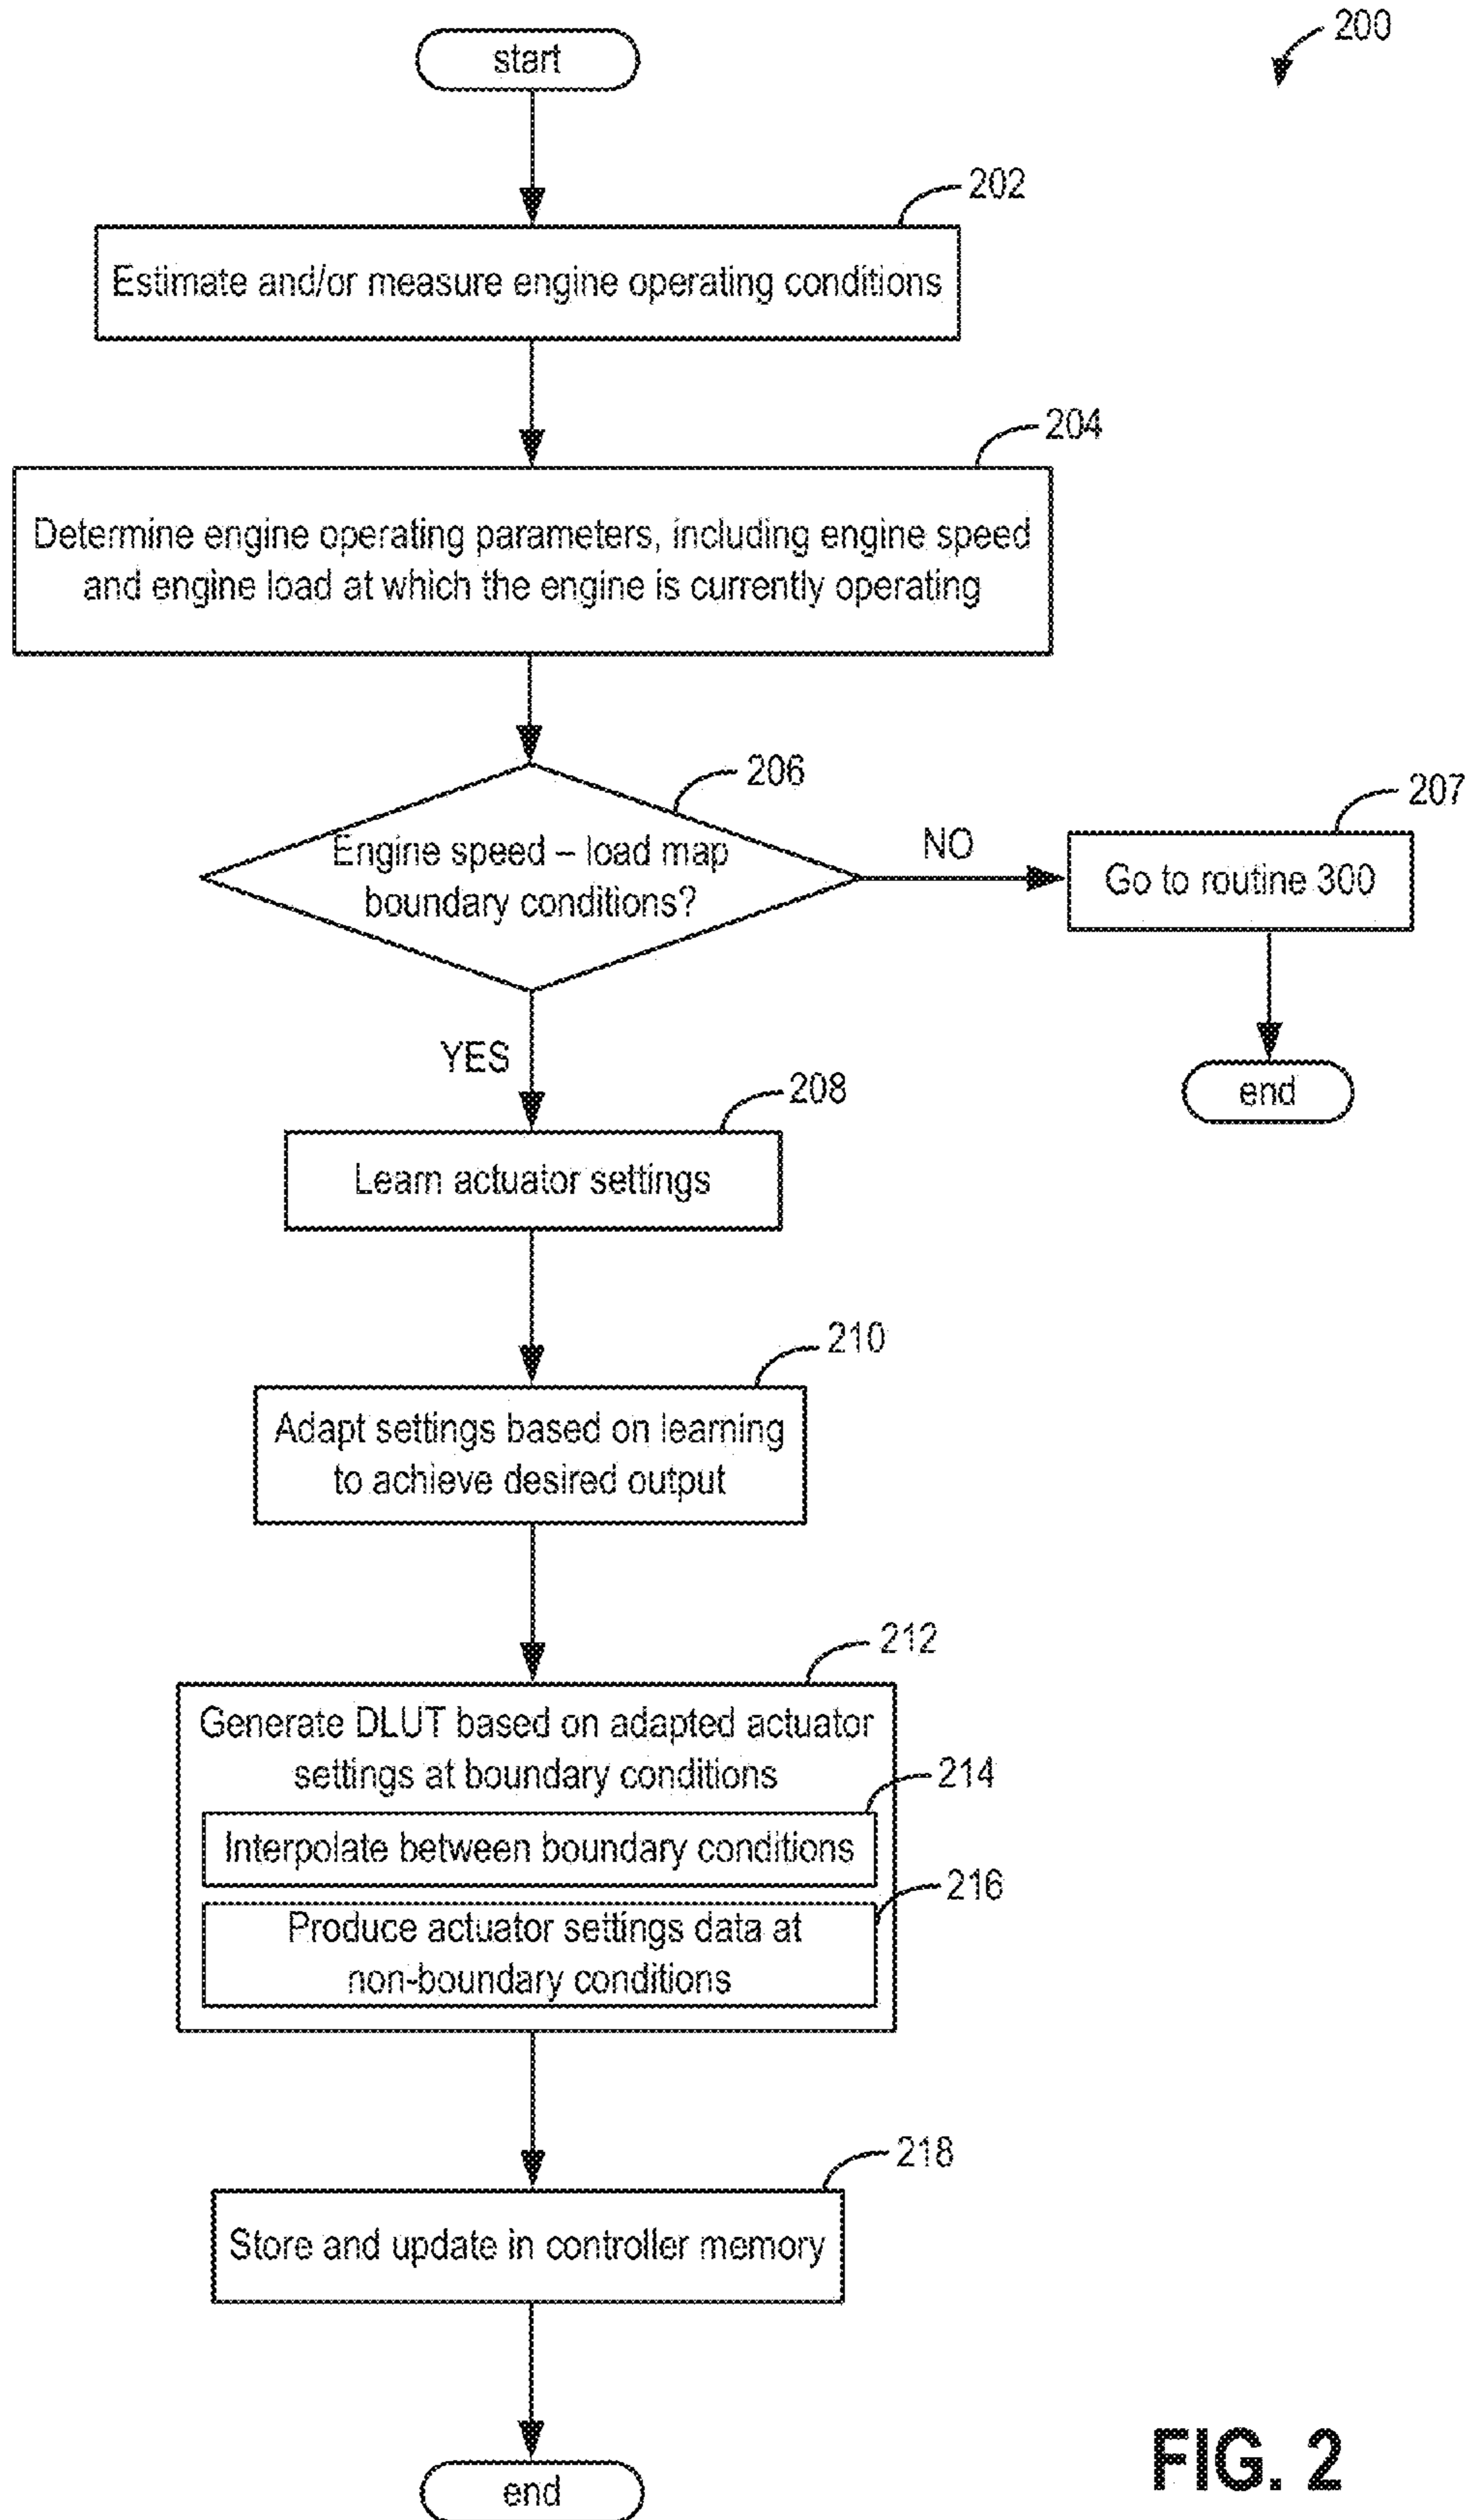 200
start
202
Estimate and/or measure engine operating conditions
204
Determine engine operating parameters, including engine speed
and engine load at which the engine is currently operating
206
Engine speed – load map
boundary conditions?
NO
207
Go to routine 300
end
YES
208
Learn actuator settings
210
Adapt settings based on learning
to achieve desired output
212
Generate DLUT based on adapted actuator
settings at boundary conditions
214
Interpolate between boundary conditions
216
Produce actuator settings data at
non-boundary conditions
218
Store and update in controller memory
end
FIG. 2